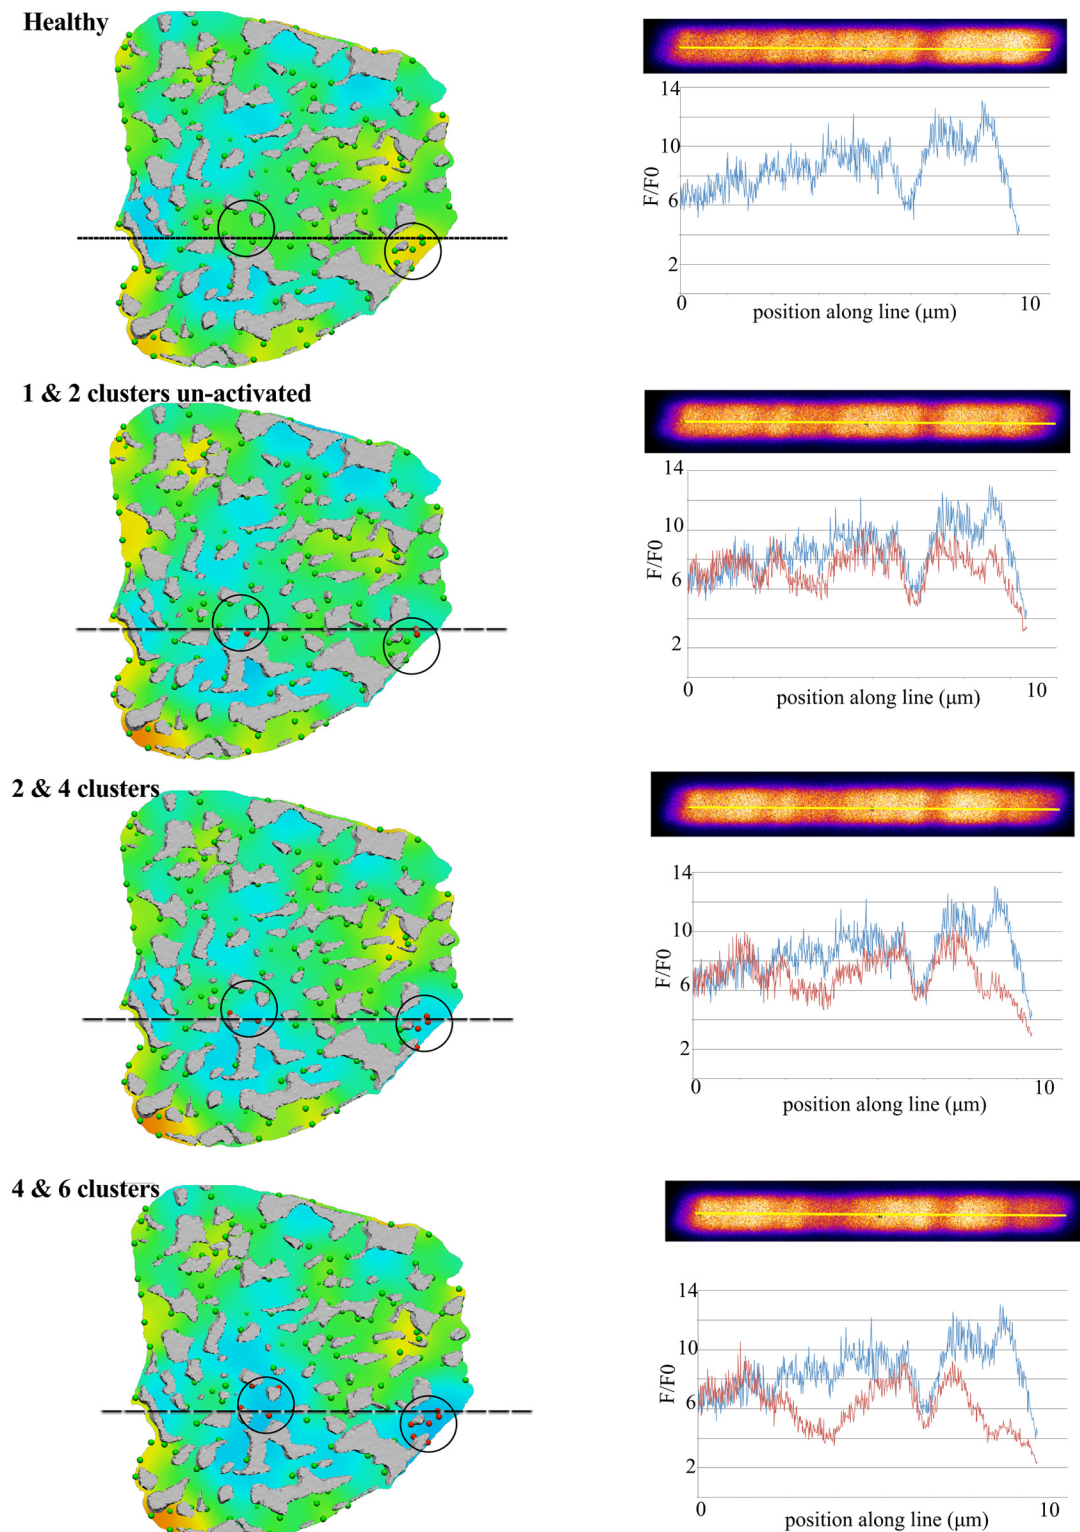 Healthy
14
10
6
2
F/F0
0
10
position along line (μm)
1 & 2 clusters un-activated
14
10
6
2
F/F0
0
10
position along line (μm)
2 & 4 clusters
14
10
6
2
F/F0
0
10
position along line (μm)
4 & 6 clusters
14
10
6
2
F/F0
0
10
position along line (μm)